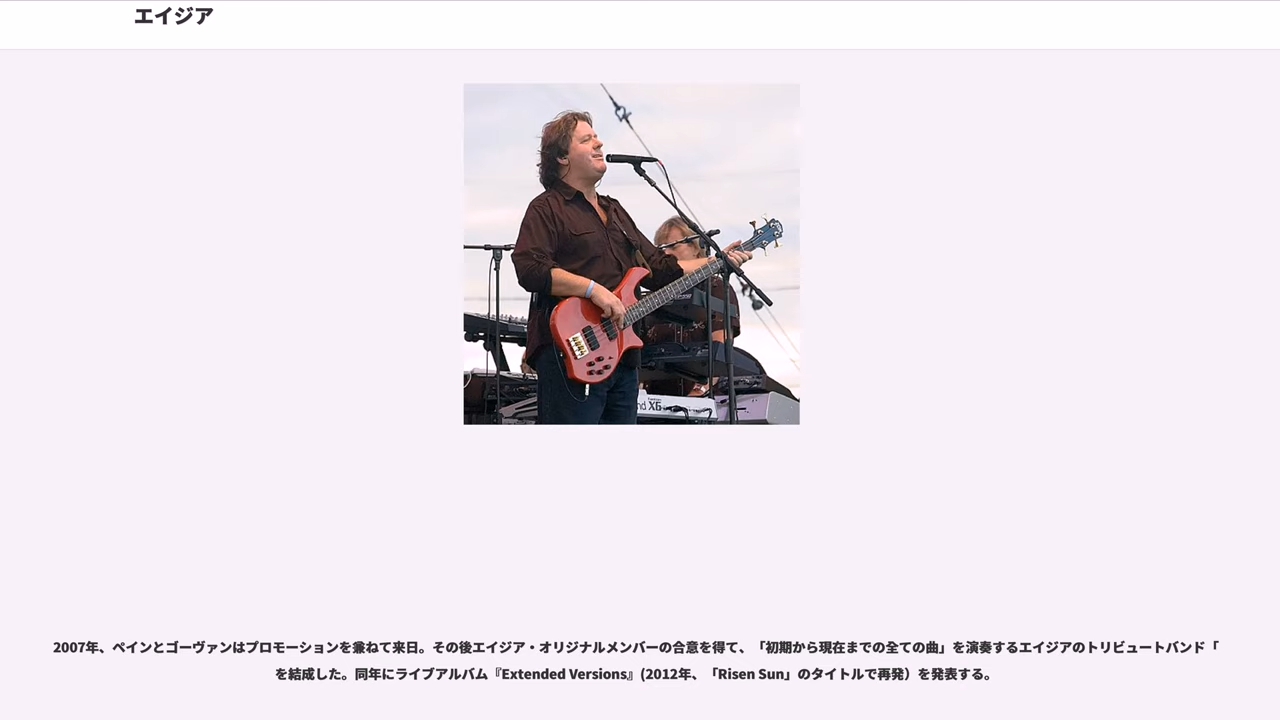 エイジア
nd X6
2007年、ペインとゴーヴァンはプロモーションを兼ねて来日。その後エイジア・オリジナルメンバーの合意を得て、「初期から現在までの全ての曲」を演奏するエイジアのトリビュートバンド「
を結成した。同年にライブアルバム『Extended Versions』(2012年、「Risen Sun」のタイトルで再発）を発表する。